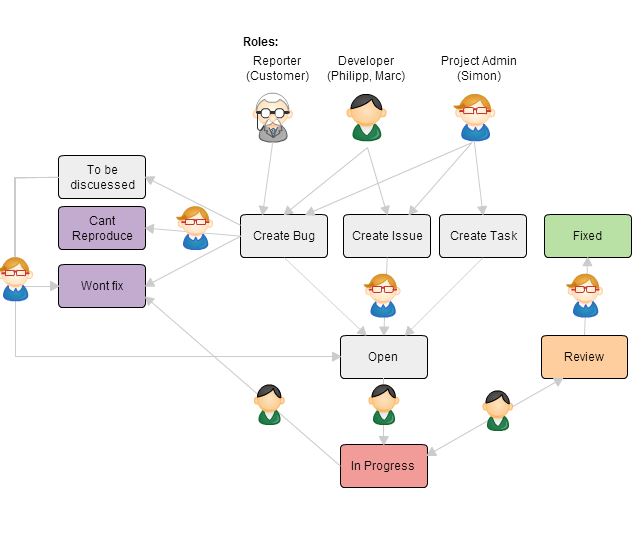 Roles:
Reporter
(Customer)
Developer
(Philipp, Marc)
Project Admin
(Simon)
To be
discuessed
Cant
Reproduce
Wont fix
Create Bug
Create Issue
Create Task
Fixed
Open
Review
In Progress